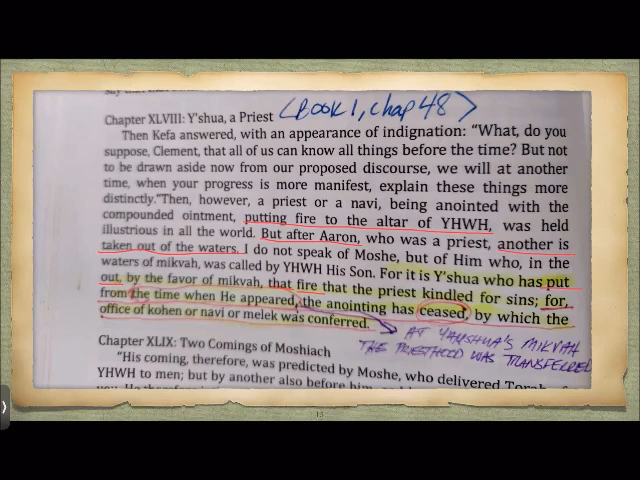 Chapter XLVIII: Y'shua, a Priest <BOOK 1, chap 48>
Then Kefa answered, with an appearance of indignation: "What, do you
suppose, Clement, that all of us can know all things before the time? But not
to be drawn aside now from our proposed discourse, we will at another
time, when your progress is more manifest, explain these things more
distinctly."Then, however, a priest or a navi, being anointed with the
compounded ointment, putting fire to the altar of YHWH, was held
illustrious in all the world. But after Aaron, who was a priest, another is
taken out of the waters. I do not speak of Moshe, but of Him who, in the
waters of mikvah, was called by YHWH His Son. For it is Y'shua who has put
out, by the favor of mikvah, that fire that the priest kindled for sins; for,
from the time when He appeared, the anointing has ceased, by which the
office of kohen or navi or melek was conferred.
AT YAHSHUA'S MIKVAH
THE PRIESTHOOD WAS TRANSFERRED
Chapter XLIX: Two Comings of Moshiach
"His coming, therefore, was predicted by Moshe, who delivered Torah of
YHWH to men; but by another also before him
13